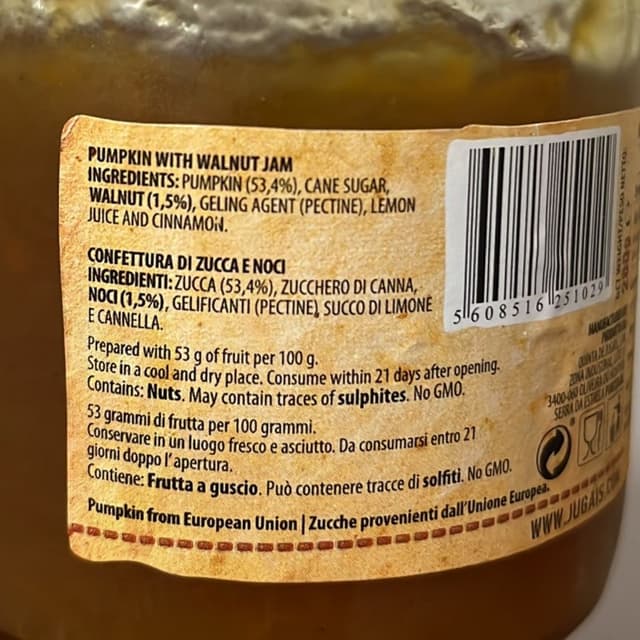 PUMPKIN WITH WALNUT JAM
INGREDIENTS: PUMPKIN (53,4%), CANE SUGAR,
WALNUT (1,5%), GELING AGENT (PECTINE), LEMON
JUICE AND CINNAMON.
CONFETTURA DI ZUCCA E NOCI
INGREDIENTI: ZUCCA (53,4%), ZUCCHERO DI CANNA,
NOCI (1,5%), GELIFICANTI (PECTINE), SUCCO DI LIMONE
E CANNELLA.
Prepared with 53 g of fruit per 100 g.
Store in a cool and dry place. Consume within 21 days after opening.
Contains: Nuts. May contain traces of sulphites. No GMO.
53 grammi di frutta per 100 grammi.
Conservare in un luogo fresco e asciutto. Da consumarsi entro 21
giorni doppo l'apertura.
Contiene: Frutta a guscio. Può contenere tracce di solfiti. No GMO.
Pumpkin from European Union | Zucche provenienti dall'Unione Europea.
5 608516 251029
WWW.JUGAIS.